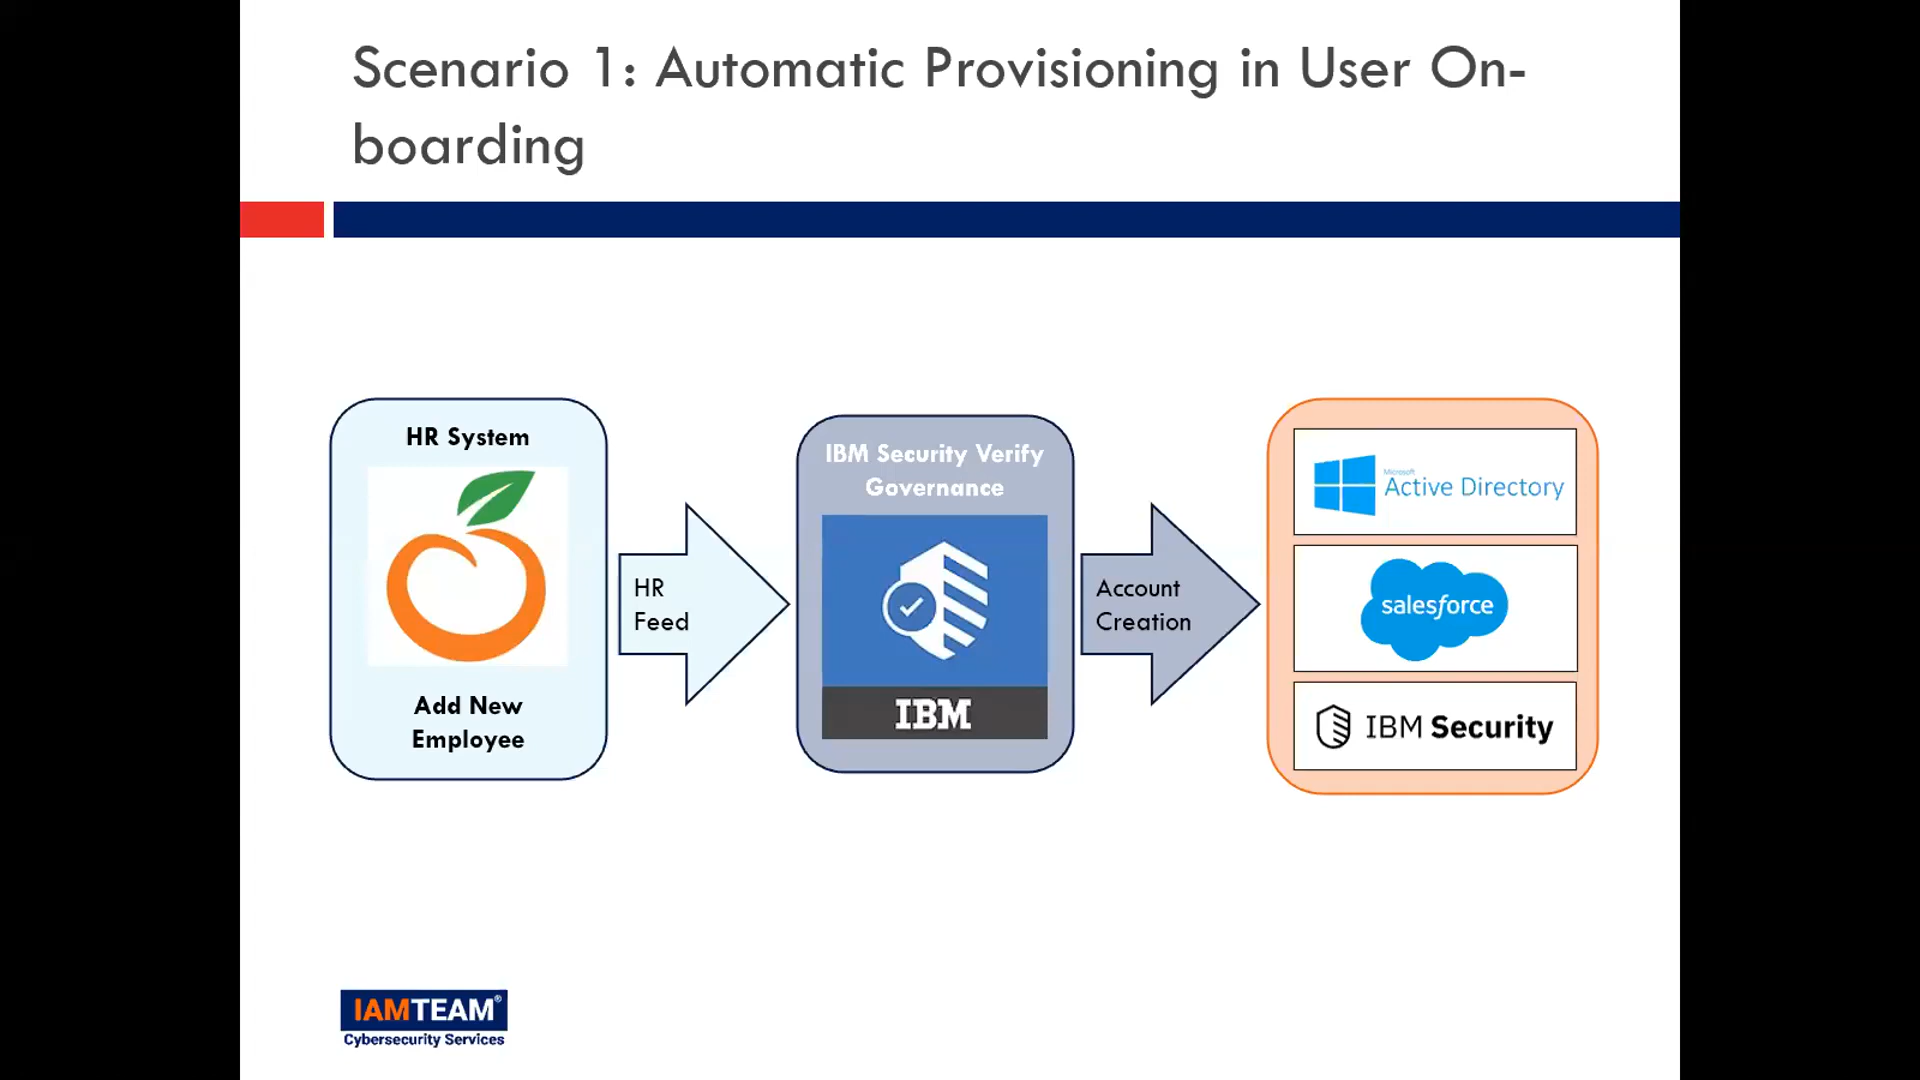 Scenario 1: Automatic Provisioning in User On-
boarding
HR System
Add New
Employee
HR
Feed
IBM Security Verify
Governance
IBM
Account
Creation
Microsoft
Active Directory
salesforce
IBM Security
IAMTEAM®
Cybersecurity Services